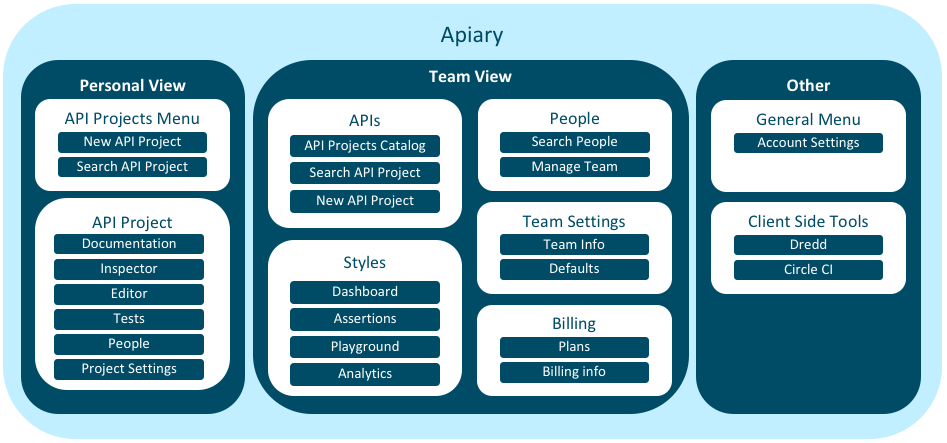 Apiary
Personal View
API Projects Menu
New API Project
Search API Project
API Project
Documentation
Inspector
Editor
Tests
People
Project Settings
Team View
APIs
API Projects Catalog
Search API Project
New API Project
Styles
Dashboard
Assertions
Playground
Analytics
People
Search People
Manage Team
Team Settings
Team Info
Defaults
Billing
Plans
Billing info
Other
General Menu
Account Settings
Client Side Tools
Dredd
Circle CI